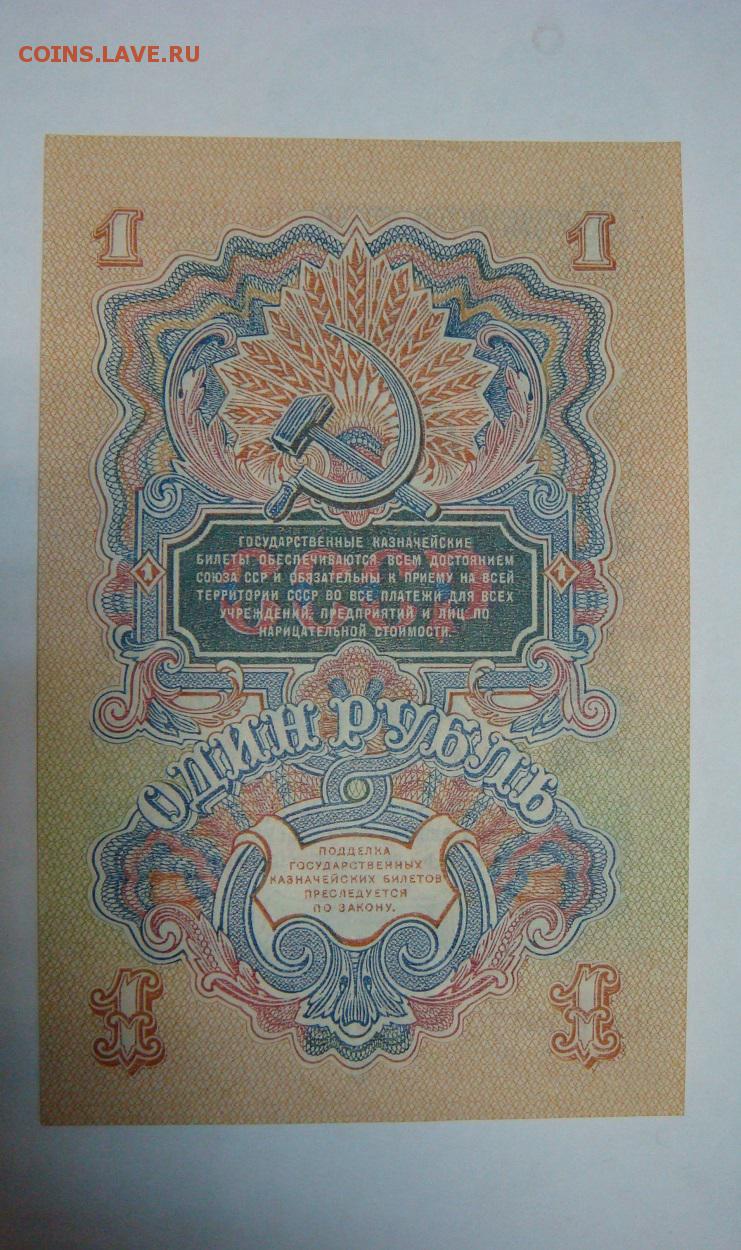 COINS.LAVE.RU
1 1
ГОСУДАРСТВЕННЫЕ КАЗНАЧЕЙСКИЕ
БИЛЕТЫ ОБЕСПЕЧИВАЮТСЯ ВСЕМ ДОСТОЯНИЕМ
СОЮЗА ССР И ОБЯЗАТЕЛЬНЫ К ПРИЕМУ НА ВСЕЙ
ТЕРРИТОРИИ СССР ВО ВСЕ ПЛАТЕЖИ ДЛЯ ВСЕХ
УЧРЕЖДЕНИЙ, ПРЕДПРИЯТИЙ И ЛИЦ ПО
НАРИЦАТЕЛЬНОЙ СТОИМОСТИ.
СССР
1 1
ОДИН РУБЛЬ
ПОДДЕЛКА
ГОСУДАРСТВЕННЫХ
КАЗНАЧЕЙСКИХ БИЛЕТОВ
ПРЕСЛЕДУЕТСЯ
ПО ЗАКОНУ.
1 1